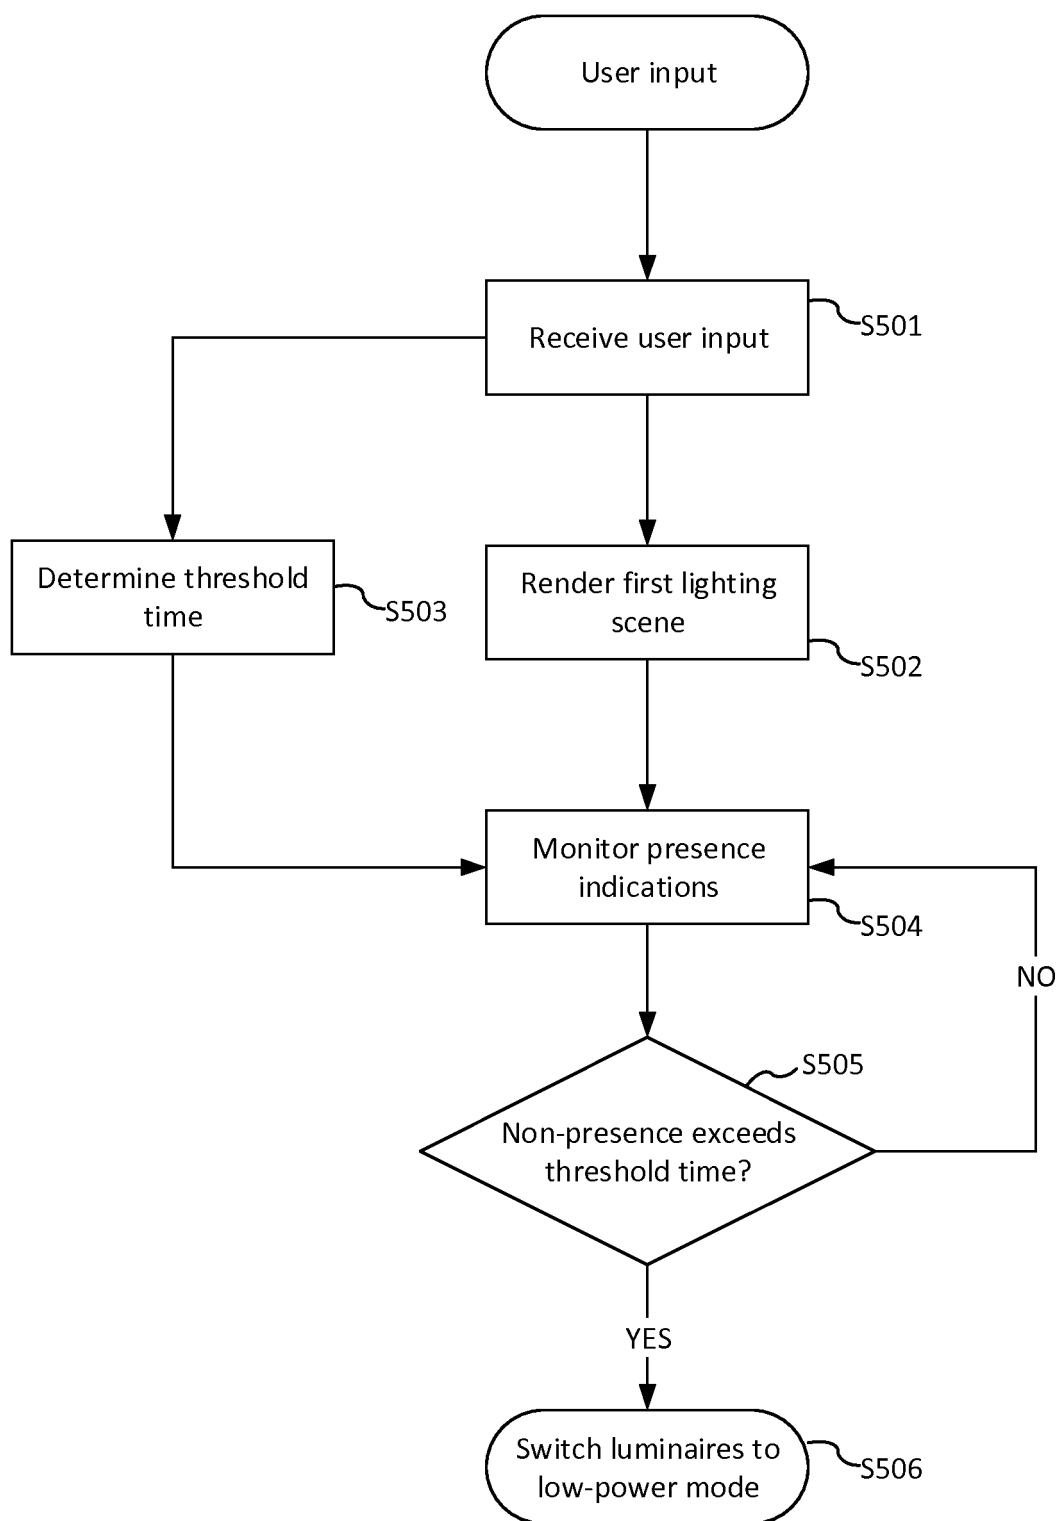 User input
Receive user input
S501
Determine threshold
time
S503
Render first lighting
scene
S502
Monitor presence
indications
S504
NO
S505
Non-presence exceeds
threshold time?
YES
Switch luminaires to
low-power mode
S506